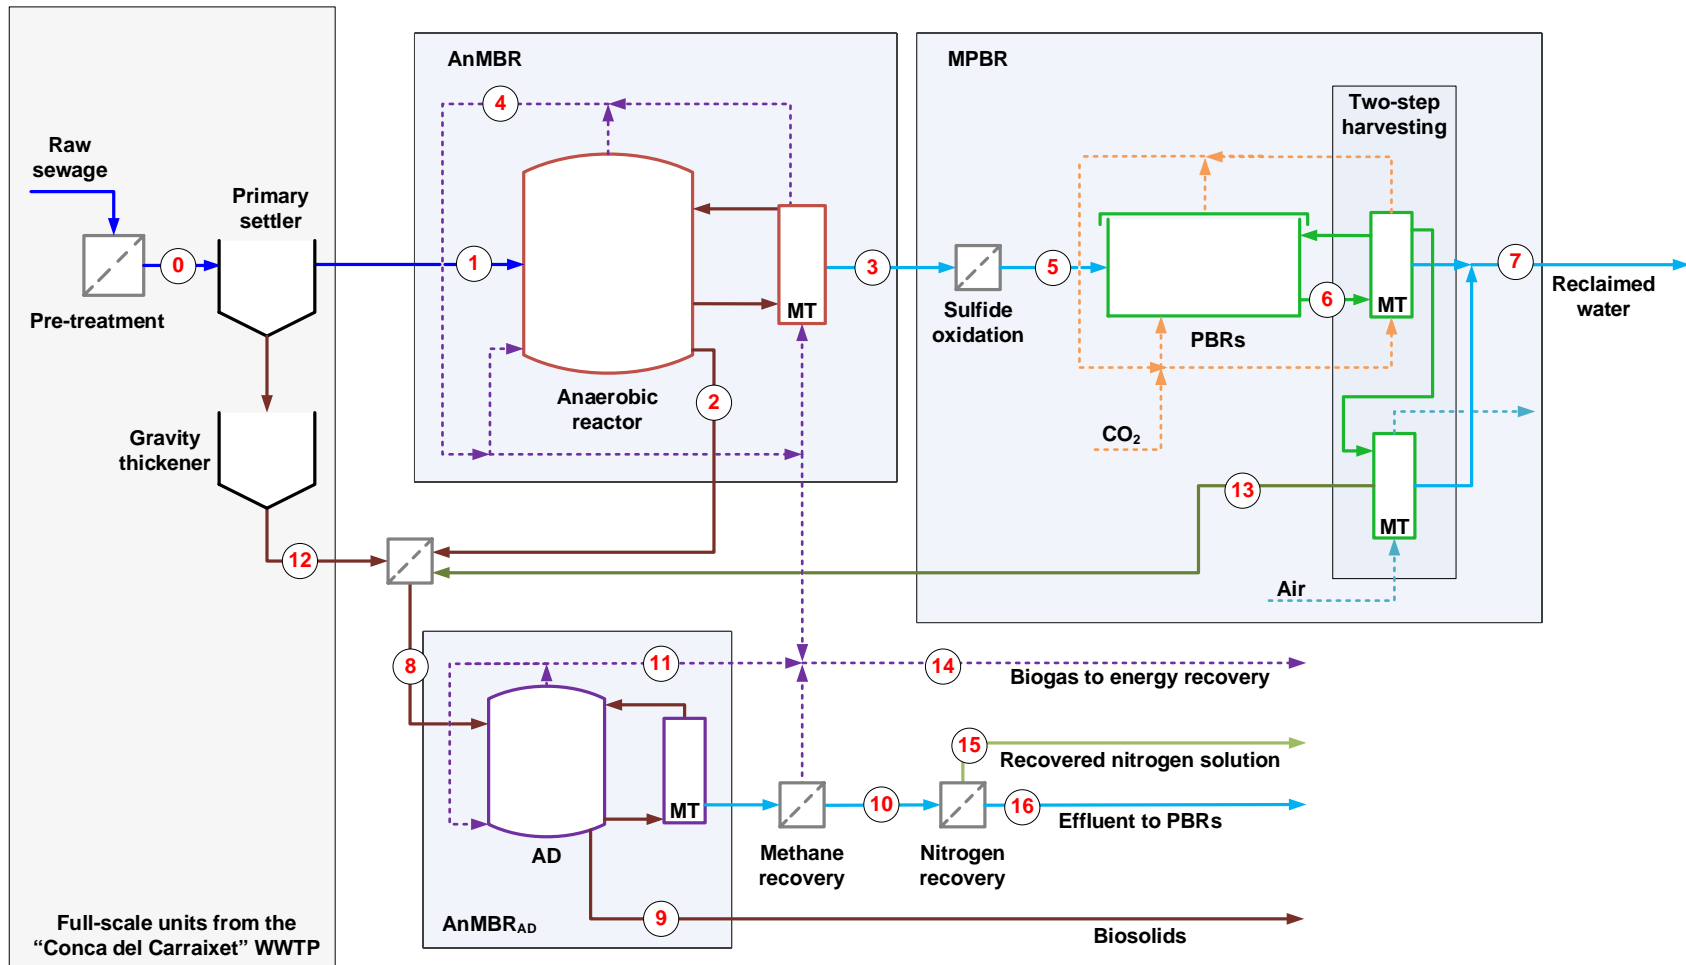 AnMBR
MPBR
4
Two-step
harvesting
Raw
sewage
Primary
settler
0
1
3
5
6
7
MT
MT
Pre-treatment
Sulfide
oxidation
PBRs
Reclaimed
water
Anaerobic
reactor
2
Gravity
thickener
CO₂
13
MT
12
Air
8
11
14
Biogas to energy recovery
15
Recovered nitrogen solution
MT
10
16
Effluent to PBRs
AD
Methane
recovery
Nitrogen
recovery
9
Biosolids
AnMBR_AD
Full-scale units from the
“Conca del Carraixet” WWTP